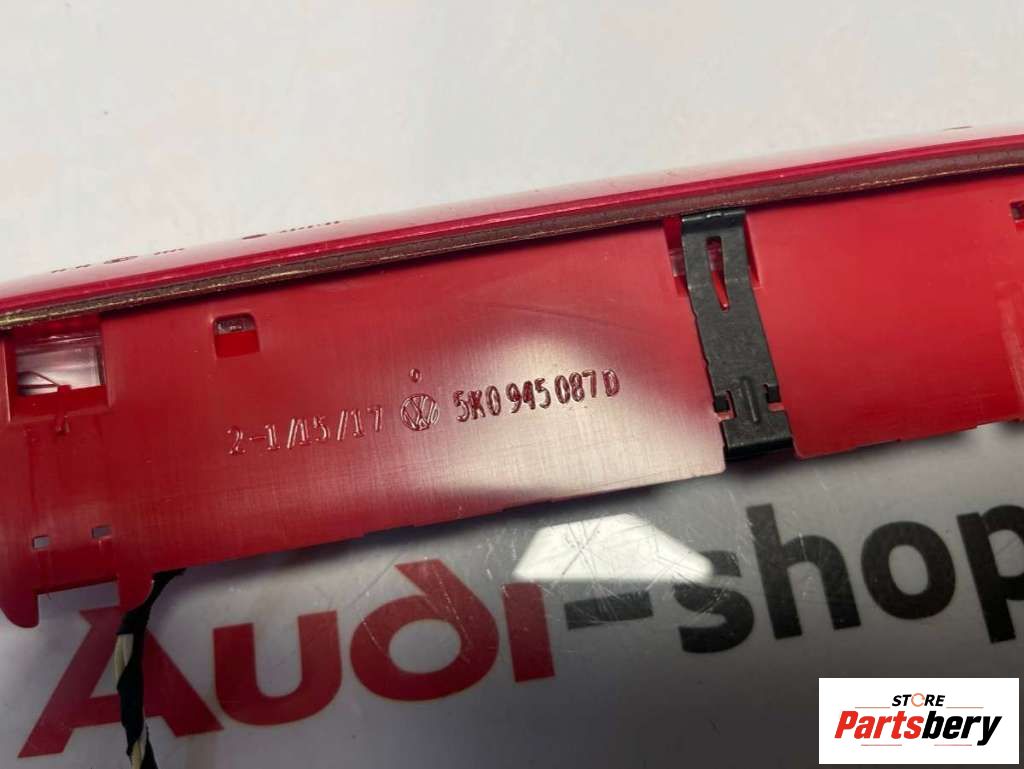 2-1/15/17 5K0 945 087 D
Audi-shop
STORE
Partsbery